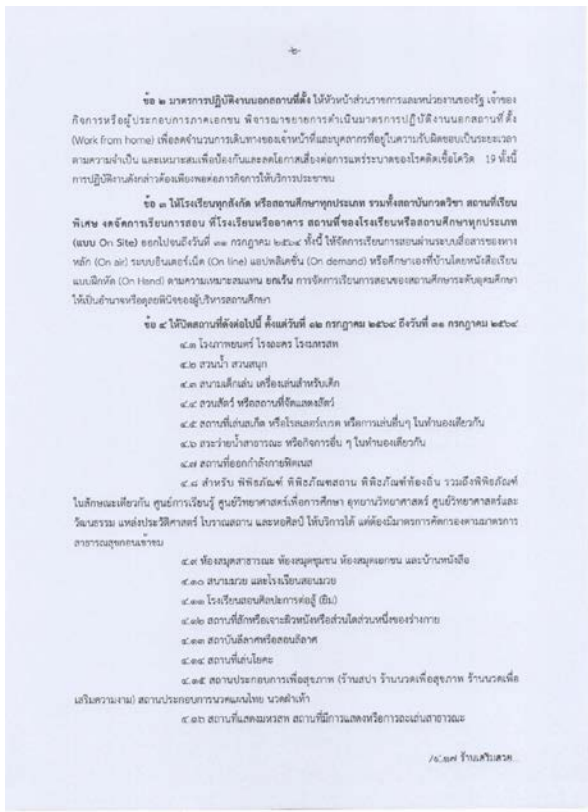 -๒-
ข้อ ๒ มาตรการปฏิบัติงานนอกสถานที่ตั้ง ให้หัวหน้าส่วนราชการและหน่วยงานของรัฐ เจ้าของ
กิจการหรือผู้ประกอบการภาคเอกชน พิจารณาขยายการดำเนินมาตรการปฏิบัติงานนอกสถานที่ตั้ง
(Work from home) เพื่อลดจำนวนการเดินทางของเจ้าหน้าที่และบุคลากรที่อยู่ในความรับผิดชอบเป็นระยะเวลา
ตามความจำเป็น และเหมาะสมเพื่อป้องกันและลดโอกาสเสี่ยงต่อการแพร่ระบาดของโรคติดเชื้อโควิด 19 ทั้งนี้
การปฏิบัติงานดังกล่าวต้องเพียงพอต่อภารกิจการให้บริการประชาชน
ข้อ ๓ ให้โรงเรียนทุกสังกัด หรือสถานศึกษาทุกประเภท รวมทั้งสถาบันกวดวิชา สถานที่เรียน
พิเศษ งดจัดการเรียนการสอน ที่โรงเรียนหรืออาคาร สถานที่ของโรงเรียนหรือสถานศึกษาทุกประเภท
(แบบ On Site) ออกไปจนถึงวันที่ ๓๑ กรกฎาคม ๒๕๖๔ ทั้งนี้ ให้จัดการเรียนการสอนผ่านระบบสื่อสารของทาง
หลัก (On air) ระบบอินเตอร์เน็ต (On line) แอปพลิเคชั่น (On demand) หรือศึกษาเองที่บ้านโดยหนังสือเรียน
แบบฝึกหัด (On Hand) ตามความเหมาะสมแทน ยกเว้น การจัดการเรียนการสอนของสถานศึกษาระดับอุดมศึกษา
ให้เป็นอำนาจหรือดุลยพินิจของผู้บริหารสถานศึกษา
ข้อ ๔ ให้ปิดสถานที่ดังต่อไปนี้ ตั้งแต่วันที่ ๑๒ กรกฎาคม ๒๕๖๔ ถึงวันที่ ๓๑ กรกฎาคม ๒๕๖๔
๔.๑ โรงภาพยนตร์ โรงละคร โรงมหรสพ
๔.๒ สวนน้ำ สวนสนุก
๔.๓ สนามเด็กเล่น เครื่องเล่นสำหรับเด็ก
๔.๔ สวนสัตว์ หรือสถานที่จัดแสดงสัตว์
๔.๕ สถานที่เล่นสเก็ต หรือโรลเลอร์เบรด หรือการเล่นอื่นๆ ในทำนองเดียวกัน
๔.๖ สระว่ายน้ำสาธารณะ หรือกิจการอื่น ๆ ในทำนองเดียวกัน
๔.๗ สถานที่ออกกำลังกายฟิตเนส
๔.๘ สำหรับ พิพิธภัณฑ์ พิพิธภัณฑ์สถาน พิพิธภัณฑ์ท้องถิ่น รวมถึงพิพิธภัณฑ์
ในลักษณะเดียวกัน ศูนย์การเรียนรู้ ศูนย์วิทยาศาสตร์เพื่อการศึกษา อุทยานวิทยาศาสตร์ ศูนย์วิทยาศาสตร์และ
วัฒนธรรม แหล่งประวัติศาสตร์ โบราณสถาน และหอศิลป์ ให้บริการได้ แต่ต้องมีมาตรการคัดกรองตามมาตรการ
สาธารณสุขก่อนเข้าชม
๔.๙ ห้องสมุดสาธารณะ ห้องสมุดชุมชน ห้องสมุดเอกชน และบ้านหนังสือ
๔.๑๐ สนามมวย และโรงเรียนสอนมวย
๔.๑๑ โรงเรียนสอนศิลปะการต่อสู้ (ยิม)
๔.๑๒ สถานที่สักหรือเจาะผิวหนังหรือส่วนใดส่วนหนึ่งของร่างกาย
๔.๑๓ สถาบันลีลาศหรือสอนลีลาศ
๔.๑๔ สถานที่เล่นโยคะ
๔.๑๕ สถานประกอบการเพื่อสุขภาพ (ร้านสปา ร้านนวดเพื่อสุขภาพ ร้านนวดเพื่อ
เสริมความงาม) สถานประกอบการนวดแผนไทย นวดฝ่าเท้า
๔.๑๖ สถานที่แสดงมหรสพ สถานที่มีการแสดงหรือการละเล่นสาธารณะ
/๔.๑๗ ร้านเสริมสวย...